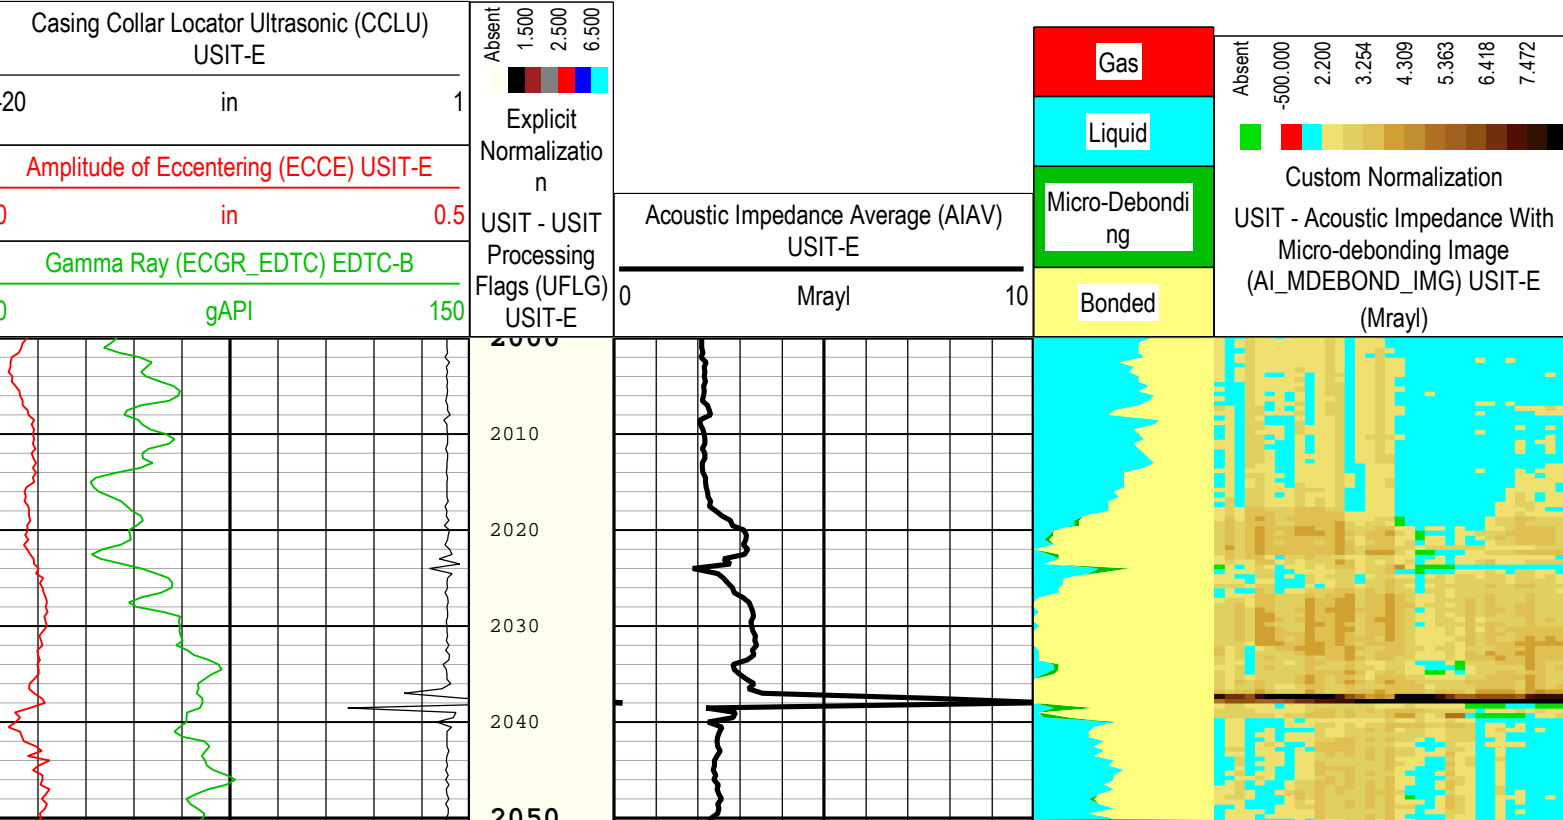 Casing Collar Locator Ultrasonic (CCLU)
USIT-E
-20 in 1
Amplitude of Eccentering (ECCE) USIT-E
0 in 0.5
Gamma Ray (ECGR_EDTC) EDTC-B
0 gAPI 150
Absent
1.500
2.500
6.500
Explicit
Normalizatio
n
USIT - USIT
Processing
Flags (UFLG)
USIT-E
Acoustic Impedance Average (AIAV)
USIT-E
0 Mrayl 10
Gas
Liquid
Micro-Debondi
ng
Bonded
Absent
-500.000
2.200
3.254
4.309
5.363
6.418
7.472
Custom Normalization
USIT - Acoustic Impedance With
Micro-debonding Image
(AI_MDEBOND_IMG) USIT-E
(Mrayl)
2000
2010
2020
2030
2040
2050